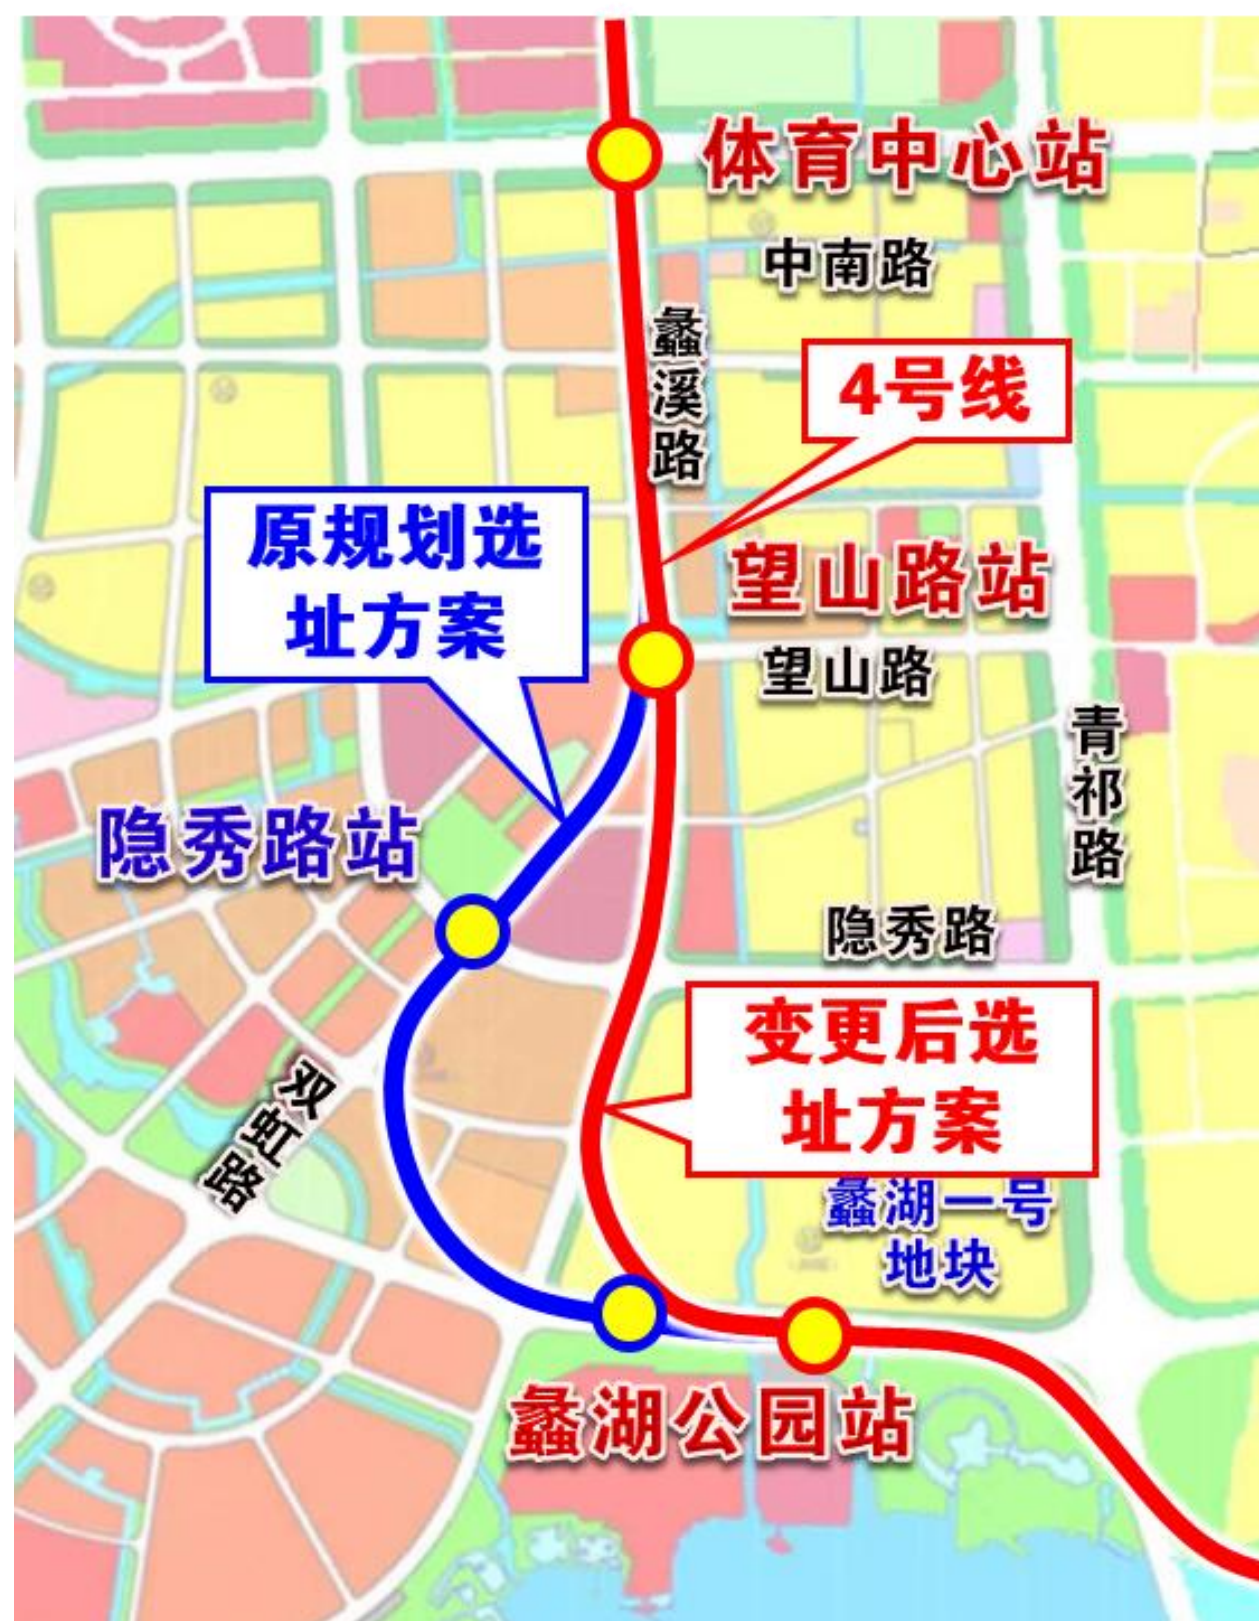 体育中心站
中南路
蠡溪路
4号线
原规划选
址方案
望山路站
望山路
青祁路
隐秀路站
隐秀路
变更后选
址方案
双虹路
蠡湖一号
地块
蠡湖公园站